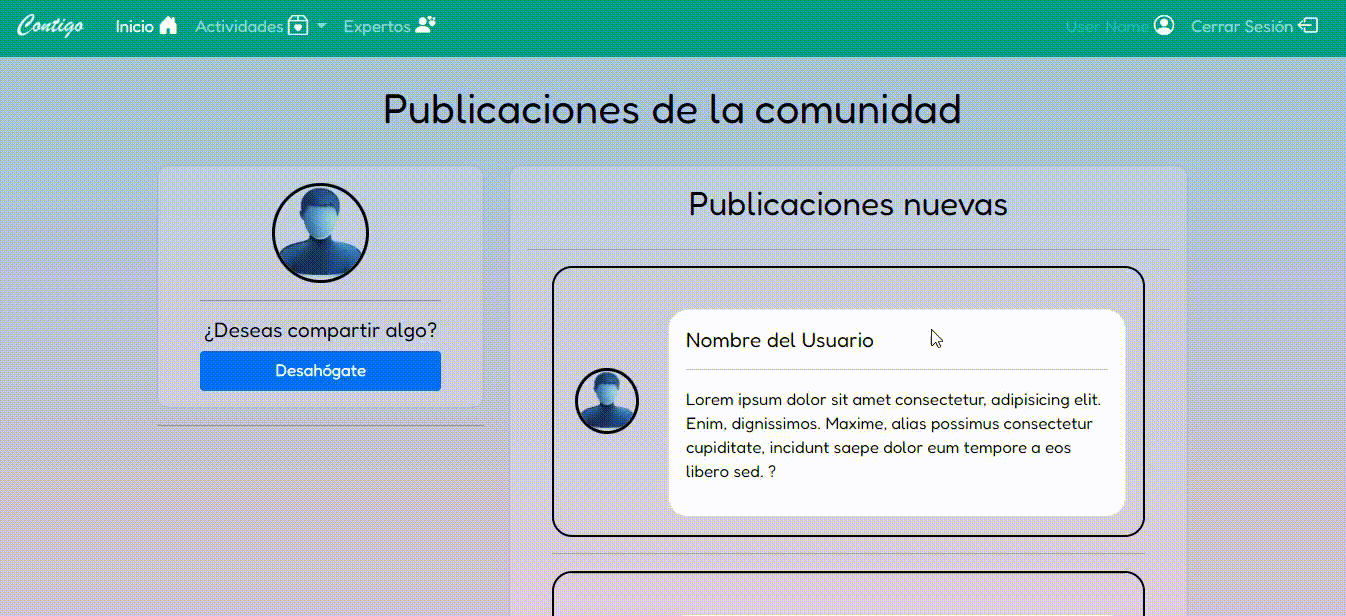 Contigo Inicio Actividades Expertos User Name Cerrar Sesión
Publicaciones de la comunidad
¿Deseas compartir algo?
Desahógate
Publicaciones nuevas
Nombre del Usuario
Lorem ipsum dolor sit amet consectetur, adipisicing elit.
Enim, dignissimos. Maxime, alias possimus consectetur
cupiditate, incidunt saepe dolor eum tempore a eos
libero sed. ?